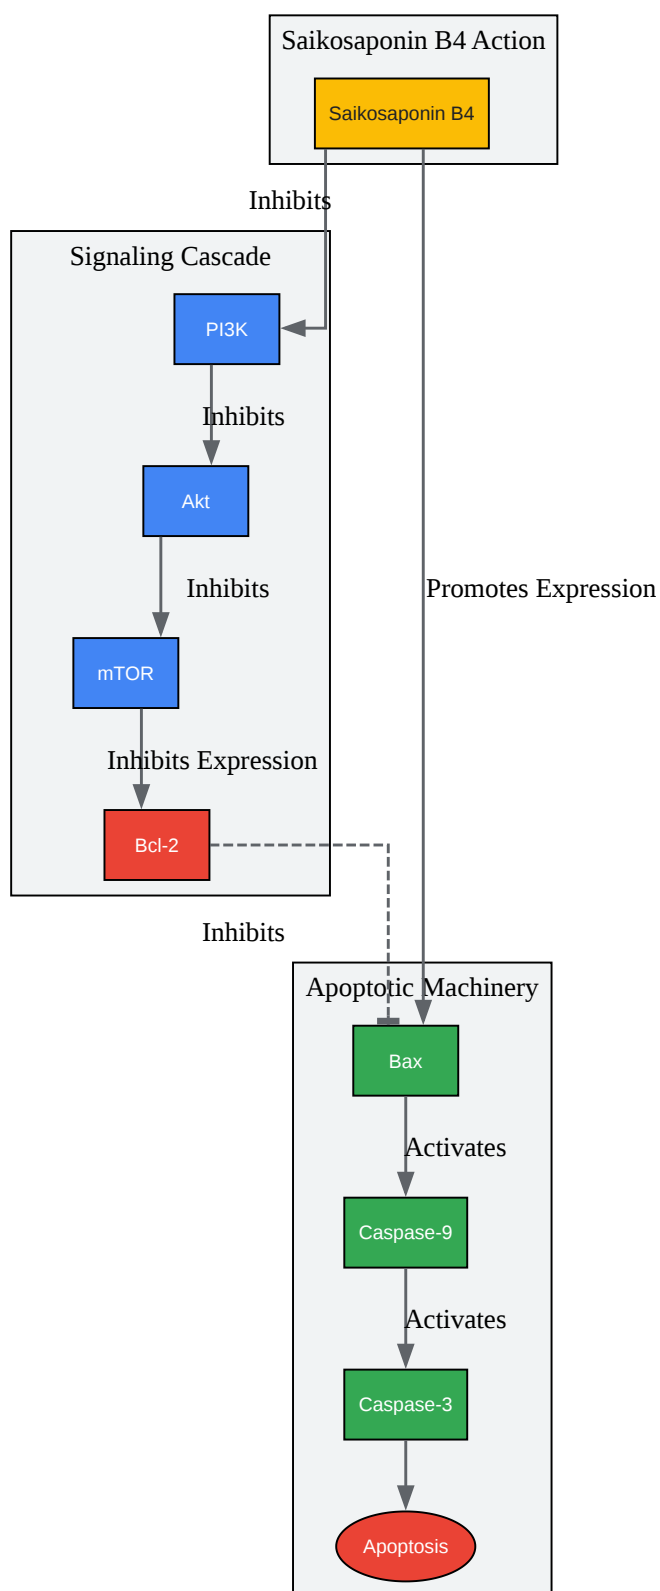 Saikosaponin B4 Action
Saikosaponin B4
Inhibits
Signaling Cascade
PI3K
Inhibits
Akt
Inhibits
Promotes Expression
mTOR
Inhibits Expression
Bcl-2
Inhibits
Apoptotic Machinery
Bax
Activates
Caspase-9
Activates
Caspase-3
Apoptosis